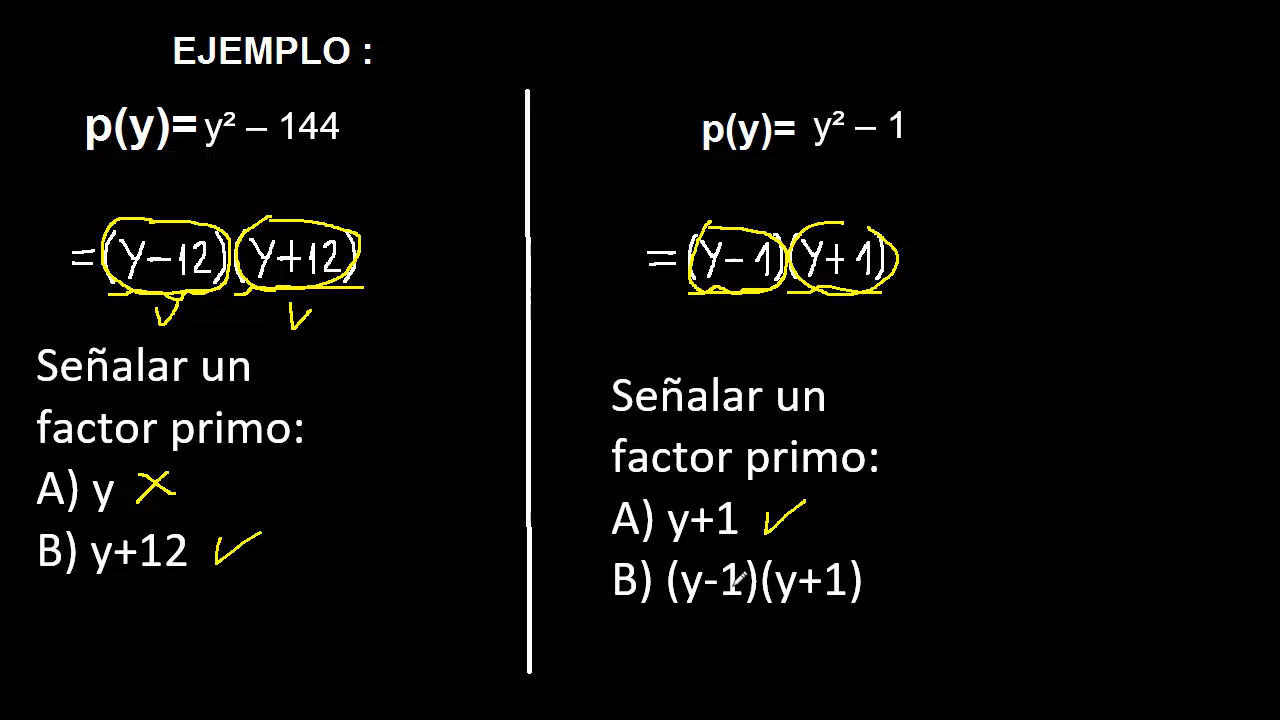 EJEMPLO :
p(y)= y² – 144
= (Y–12)(Y+12)
Señalar un
factor primo:
A) y
B) y+12
p(y)= y² – 1
= (Y–1)(Y+1)
Señalar un
factor primo:
A) y+1
B) (y-1)(y+1)